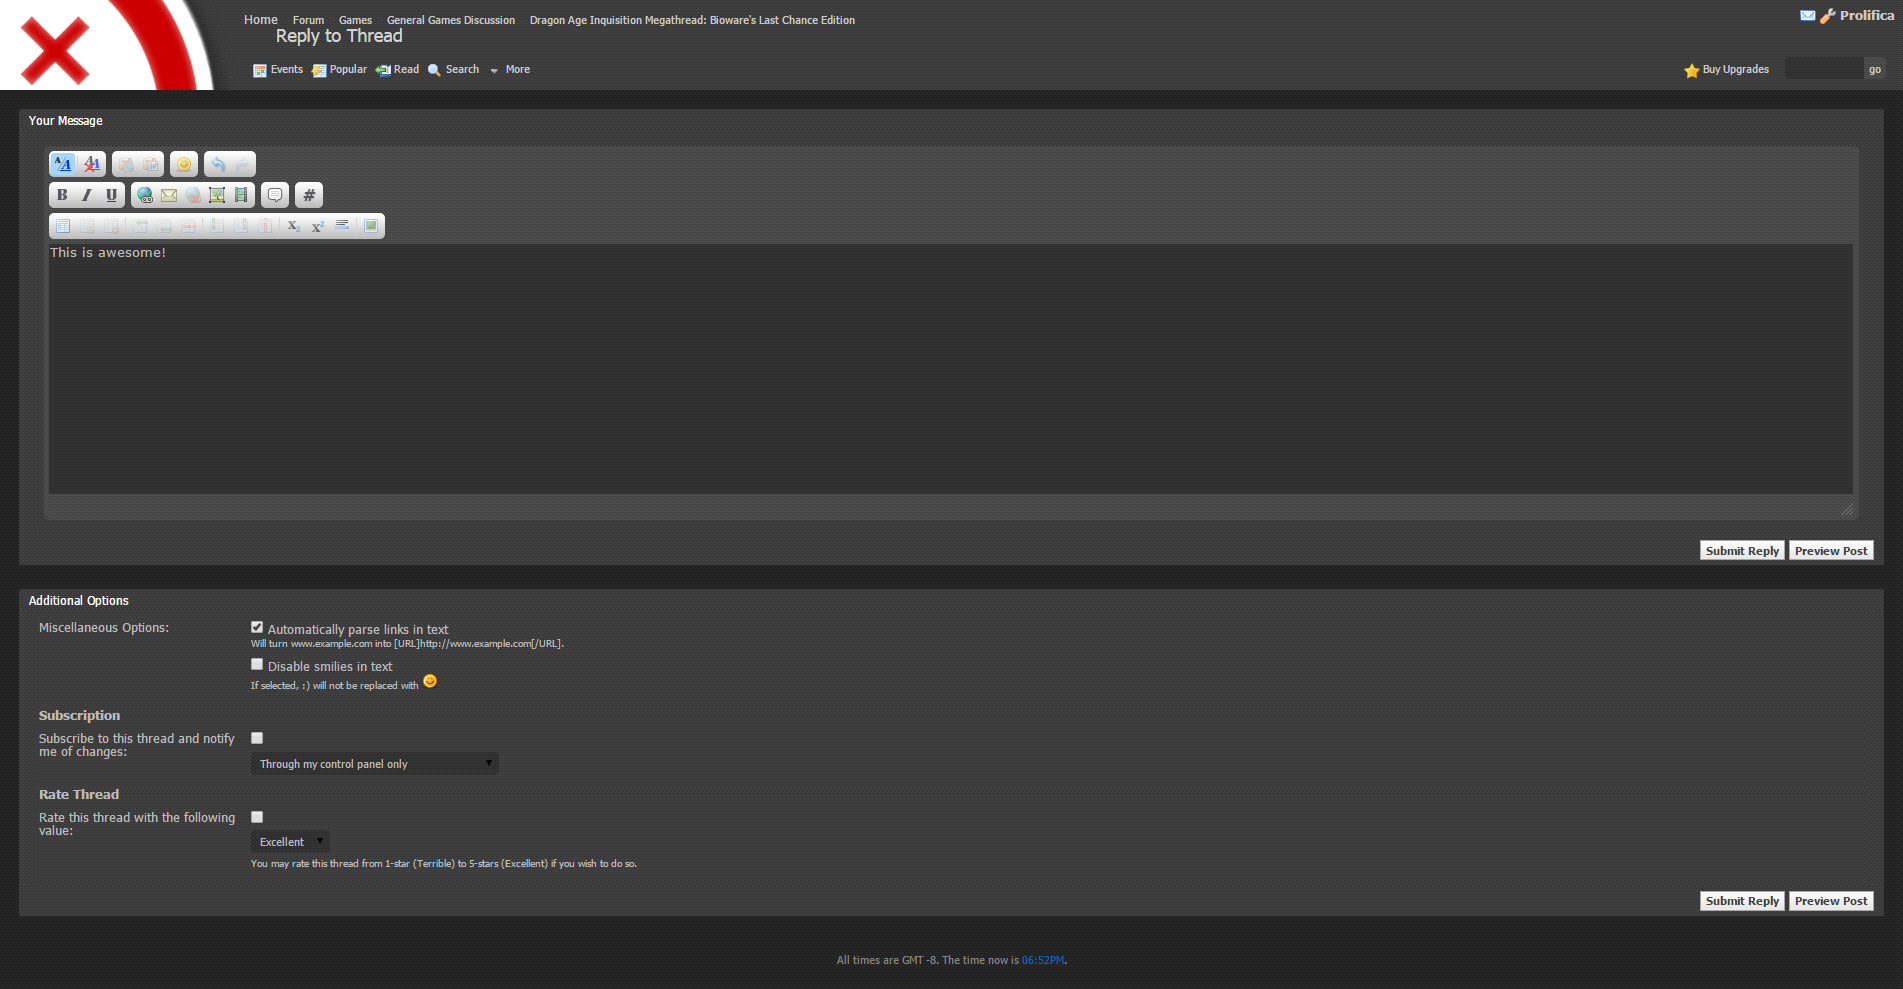 Home Forum Games General Games Discussion Dragon Age Inquisition Megathread: Bioware's Last Chance Edition
Prolifica
Reply to Thread
Events Popular Read Search More
Buy Upgrades go
Your Message
B I U #
This is awesome!
Submit Reply Preview Post
Additional Options
Miscellaneous Options:
Automatically parse links in text
Will turn www.example.com into [URL]http://www.example.com[/URL].
Disable smilies in text
If selected, :) will not be replaced with
Subscription
Subscribe to this thread and notify
me of changes:
Through my control panel only
Rate Thread
Rate this thread with the following
value:
Excellent
You may rate this thread from 1-star (Terrible) to 5-stars (Excellent) if you wish to do so.
Submit Reply Preview Post
All times are GMT -8. The time now is 06:52PM.